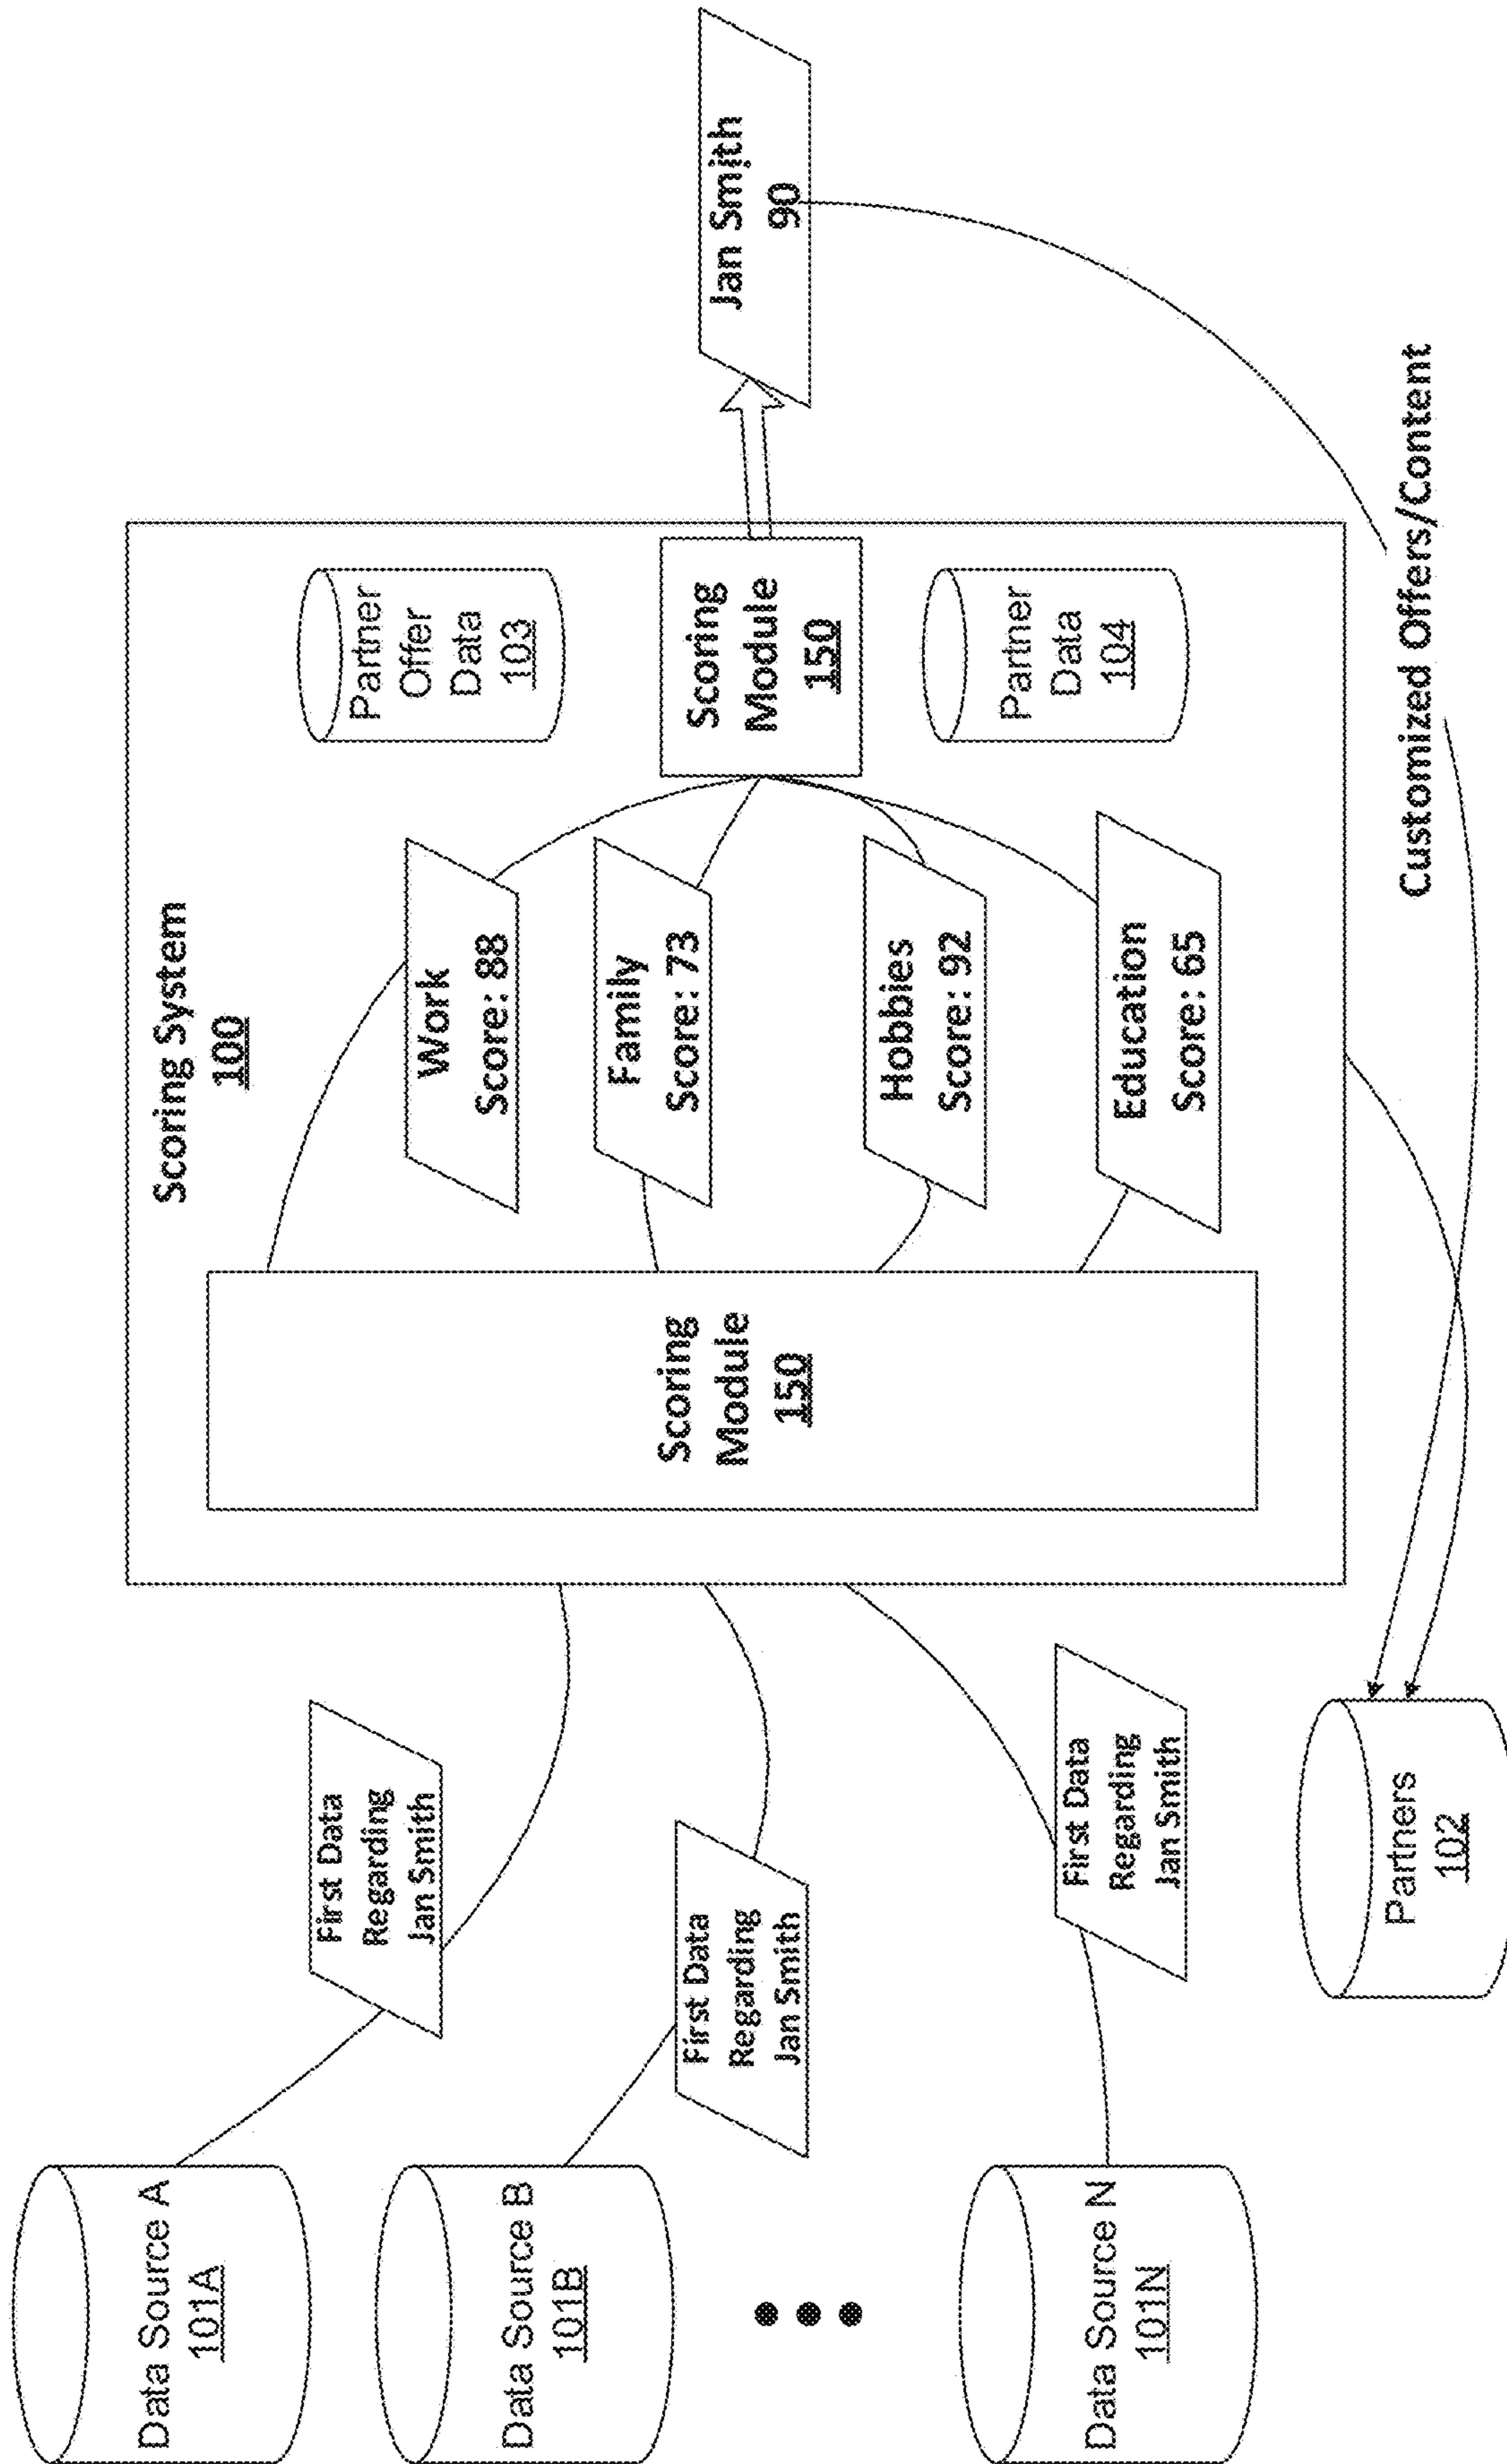 Data Source A
101A
Data Source B
101B
Data Source N
101N
First Data
Regarding
Jan Smith
First Data
Regarding
Jan Smith
First Data
Regarding
Jan Smith
Partners
102
Scoring System
100
Scoring
Module
150
Work
Score: 88
Family
Score: 73
Hobbies
Score: 92
Education
Score: 65
Partner
Offer
Data
103
Scoring
Module
150
Partner
Data
104
Jan Smith
90
Customized Offers/Content